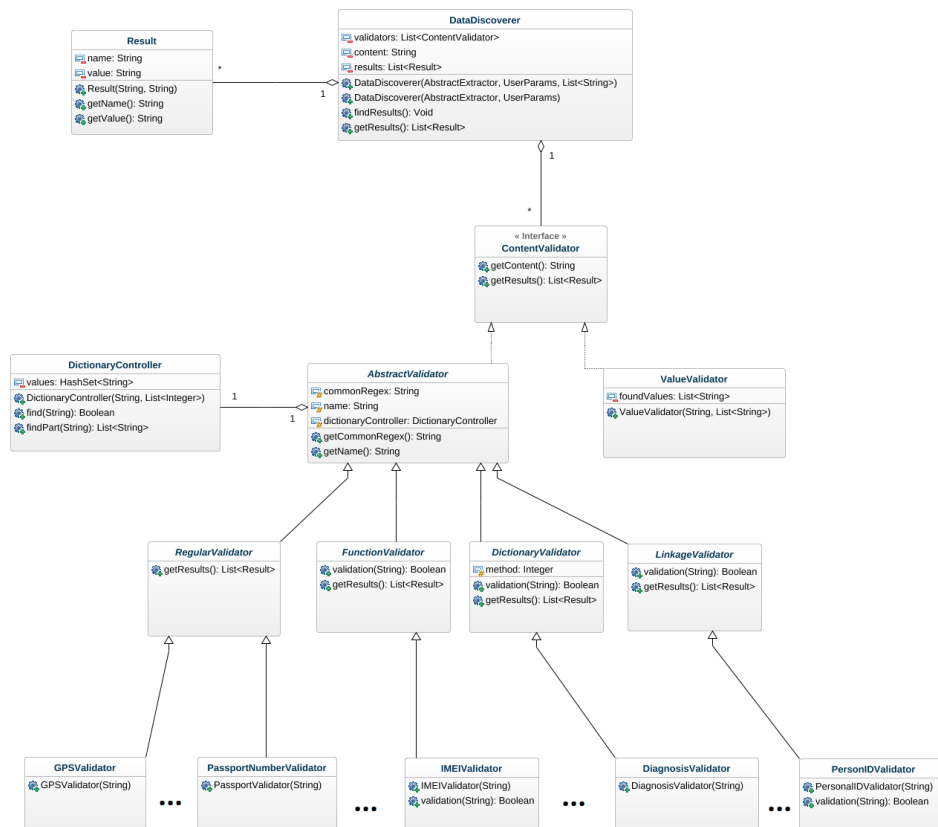 DataDiscoverer
validators: List<ContentValidator>
content: String
results: List<Result>
DataDiscoverer(AbstractExtractor, UserParams, List<String>)
DataDiscoverer(AbstractExtractor, UserParams)
findResults(): Void
getResults(): List<Result>
Result
name: String
value: String
Result(String, String)
getName(): String
getValue(): String
*
1
1
*
« Interface »
ContentValidator
getContent(): String
getResults(): List<Result>
DictionaryController
values: HashSet<String>
DictionaryController(String, List<Integer>)
find(String): Boolean
findPart(String): List<String>
1
1
AbstractValidator
commonRegex: String
name: String
dictionaryController: DictionaryController
getCommonRegex(): String
getName(): String
ValueValidator
foundValues: List<String>
ValueValidator(String, List<String>)
RegularValidator
getResults(): List<Result>
FunctionValidator
validation(String): Boolean
getResults(): List<Result>
DictionaryValidator
method: Integer
validation(String): Boolean
getResults(): List<Result>
LinkageValidator
validation(String): Boolean
getResults(): List<Result>
GPSValidator
GPSValidator(String)
...
PassportNumberValidator
PassportValidator(String)
...
IMEIValidator
IMEIValidator(String)
validation(String): Boolean
...
DiagnosisValidator
DiagnosisValidator(String)
...
PersonIDValidator
PersonalIDValidator(String)
validation(String): Boolean